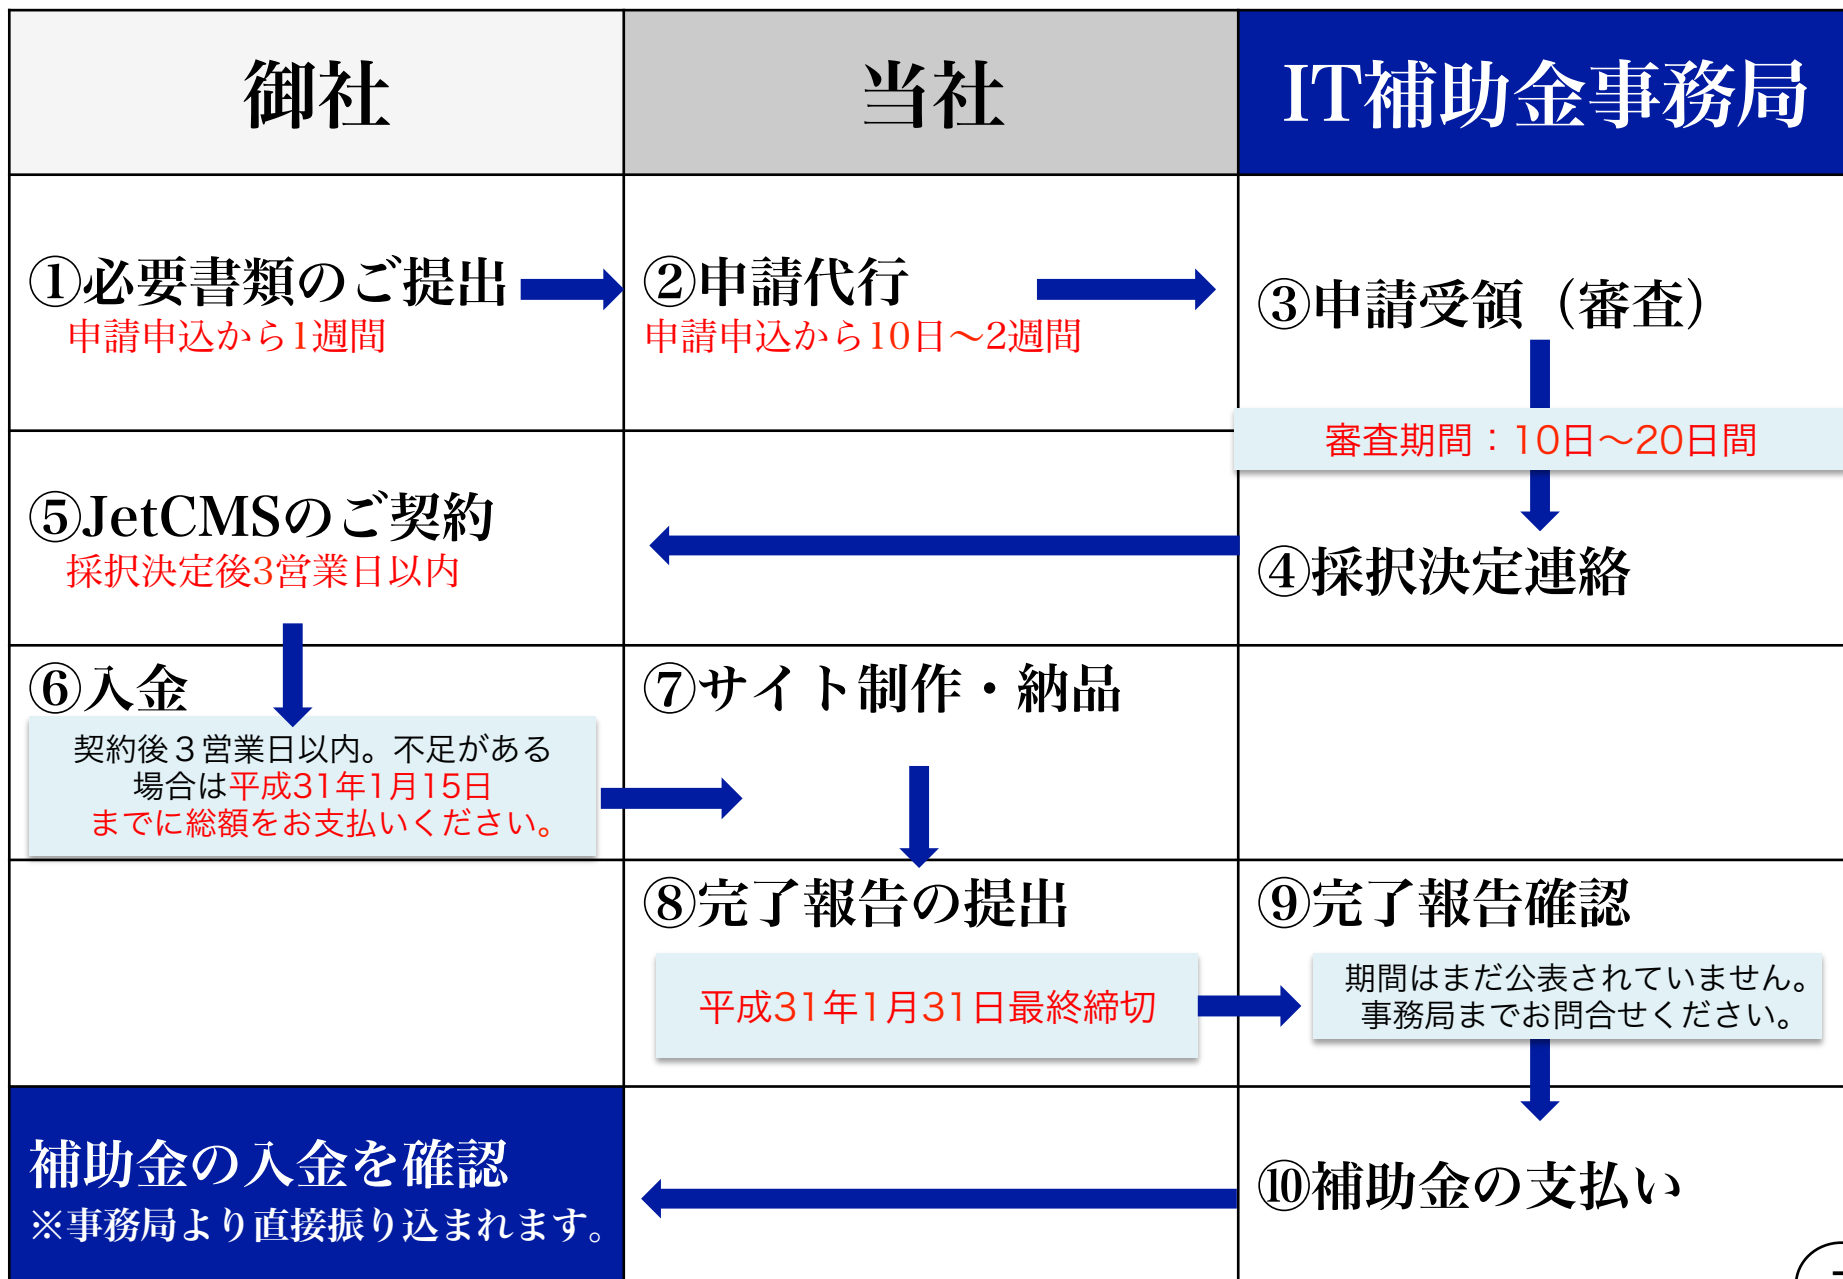 御社
当社
IT補助金事務局
①必要書類のご提出
申請申込から1週間
②申請代行
申請申込から10日〜2週間
③申請受領（審査）
審査期間：10日〜20日間
⑤JetCMSのご契約
採択決定後3営業日以内
④採択決定連絡
⑥入金
契約後３営業日以内。不足がある
場合は平成31年1月15日
までに総額をお支払いください。
⑦サイト制作・納品
⑧完了報告の提出
平成31年1月31日最終締切
⑨完了報告確認
期間はまだ公表されていません。
事務局までお問合せください。
補助金の入金を確認
※事務局より直接振り込まれます。
⑩補助金の支払い